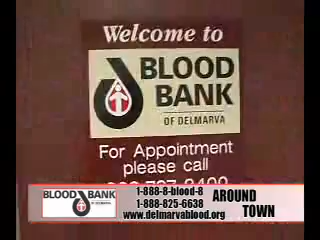 Welcome to
BLOOD
BANK
OF DELMARVA
For Appointment
please call
BLOOD BANK
OF DELMARVA
1-888-8-blood-8
1-888-825-6638
www.delmarvablood.org
AROUND
TOWN